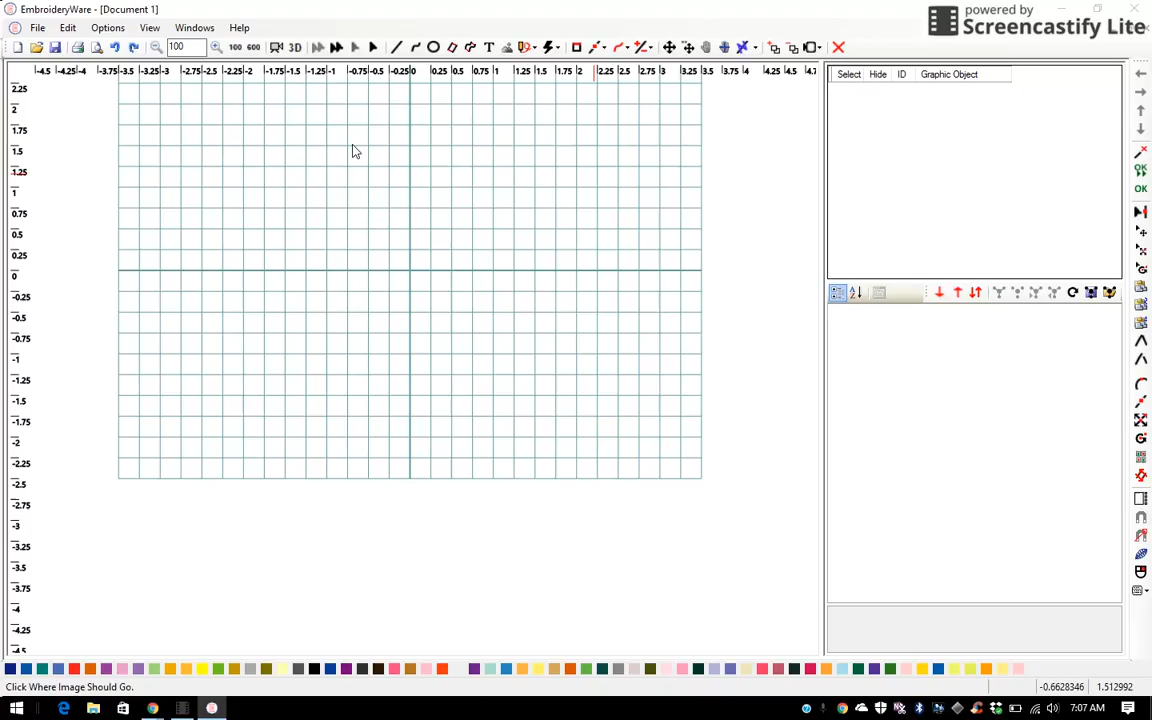 EmbroideryWare - [Document 1]
powered by
Screencastify Lite
File Edit Options View Windows Help
100 100 600 3D T
-4.5 -4.25 -4 -3.75 -3.5 -3.25 -3 -2.75 -2.5 -2.25 -2 -1.75 -1.5 -1.25 -1 -0.75 -0.5 -0.25 0 0.25 0.5 0.75 1 1.25 1.5 1.75 2 2.25 2.5 2.75 3 3.25 3.5 3.75 4 4.25 4.5 4.7
Select Hide ID Graphic Object
2.25
2
1.75
1.5
1.25
1
0.75
0.5
0.25
0
-0.25
-0.5
-0.75
-1
-1.25
-1.5
-1.75
-2
-2.25
-2.5
-2.75
-3
-3.25
-3.5
-3.75
-4
-4.25
-4.5
OK
OK
Click Where Image Should Go.
-0.6628346 1.512992
7:07 AM